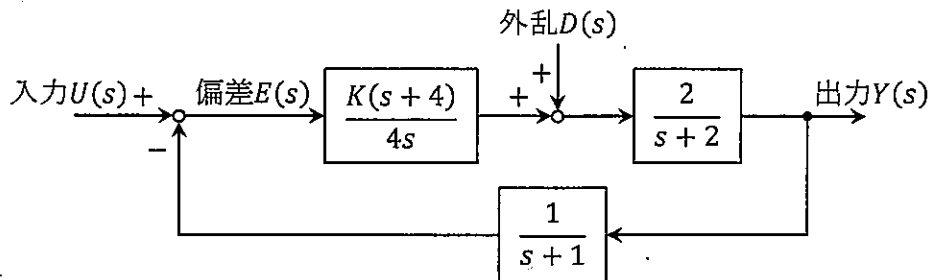 外乱D(s)
入力U(s) + 偏差E(s) K(s + 4) + + 2 出力Y(s)
4s s + 2
−
1
s + 1